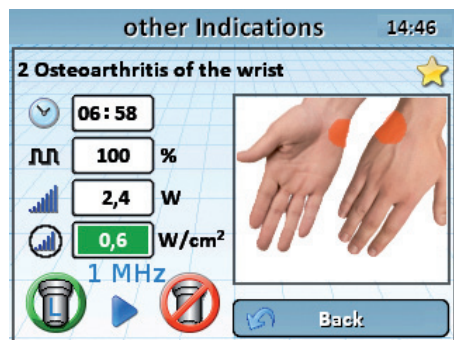 other Indications 14:46
2 Osteoarthritis of the wrist
06:58
100 %
2,4 W
0,6 W/cm²
1 MHz
L
Back